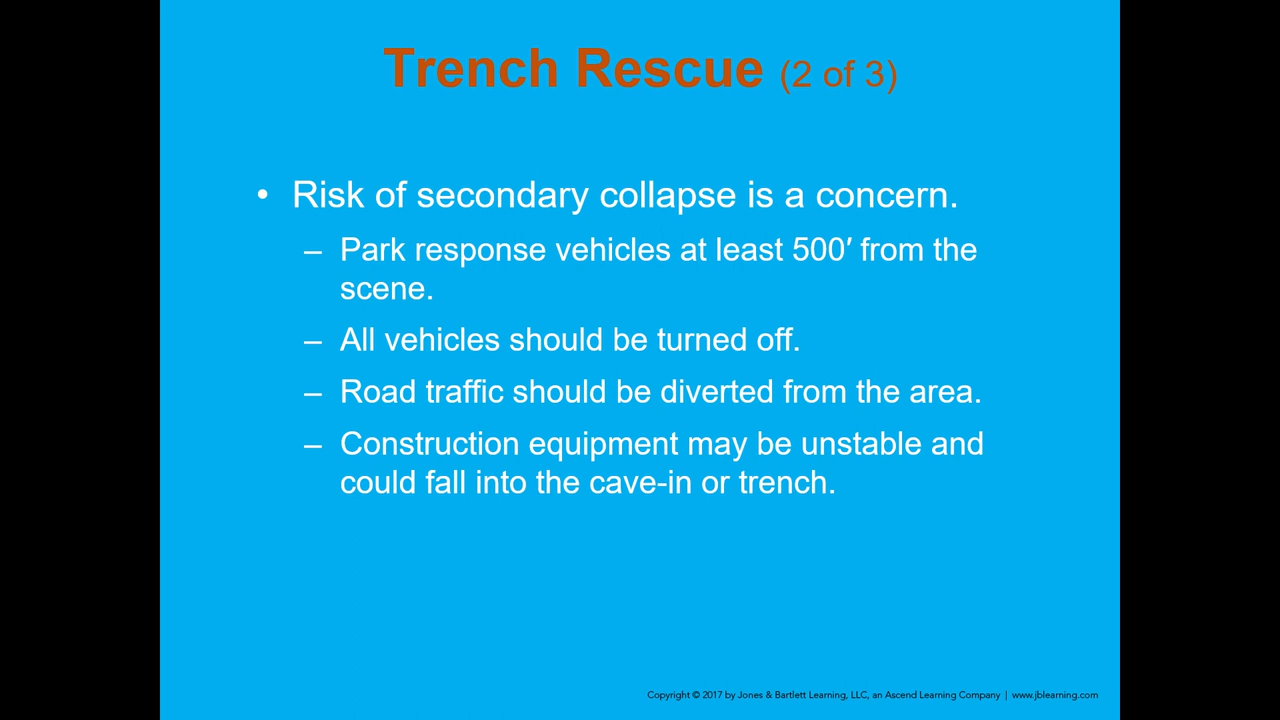 Trench Rescue (2 of 3)
• Risk of secondary collapse is a concern.
– Park response vehicles at least 500′ from the
scene.
– All vehicles should be turned off.
– Road traffic should be diverted from the area.
– Construction equipment may be unstable and
could fall into the cave-in or trench.
Copyright © 2017 by Jones & Bartlett Learning, LLC, an Ascend Learning Company | www.jblearning.com